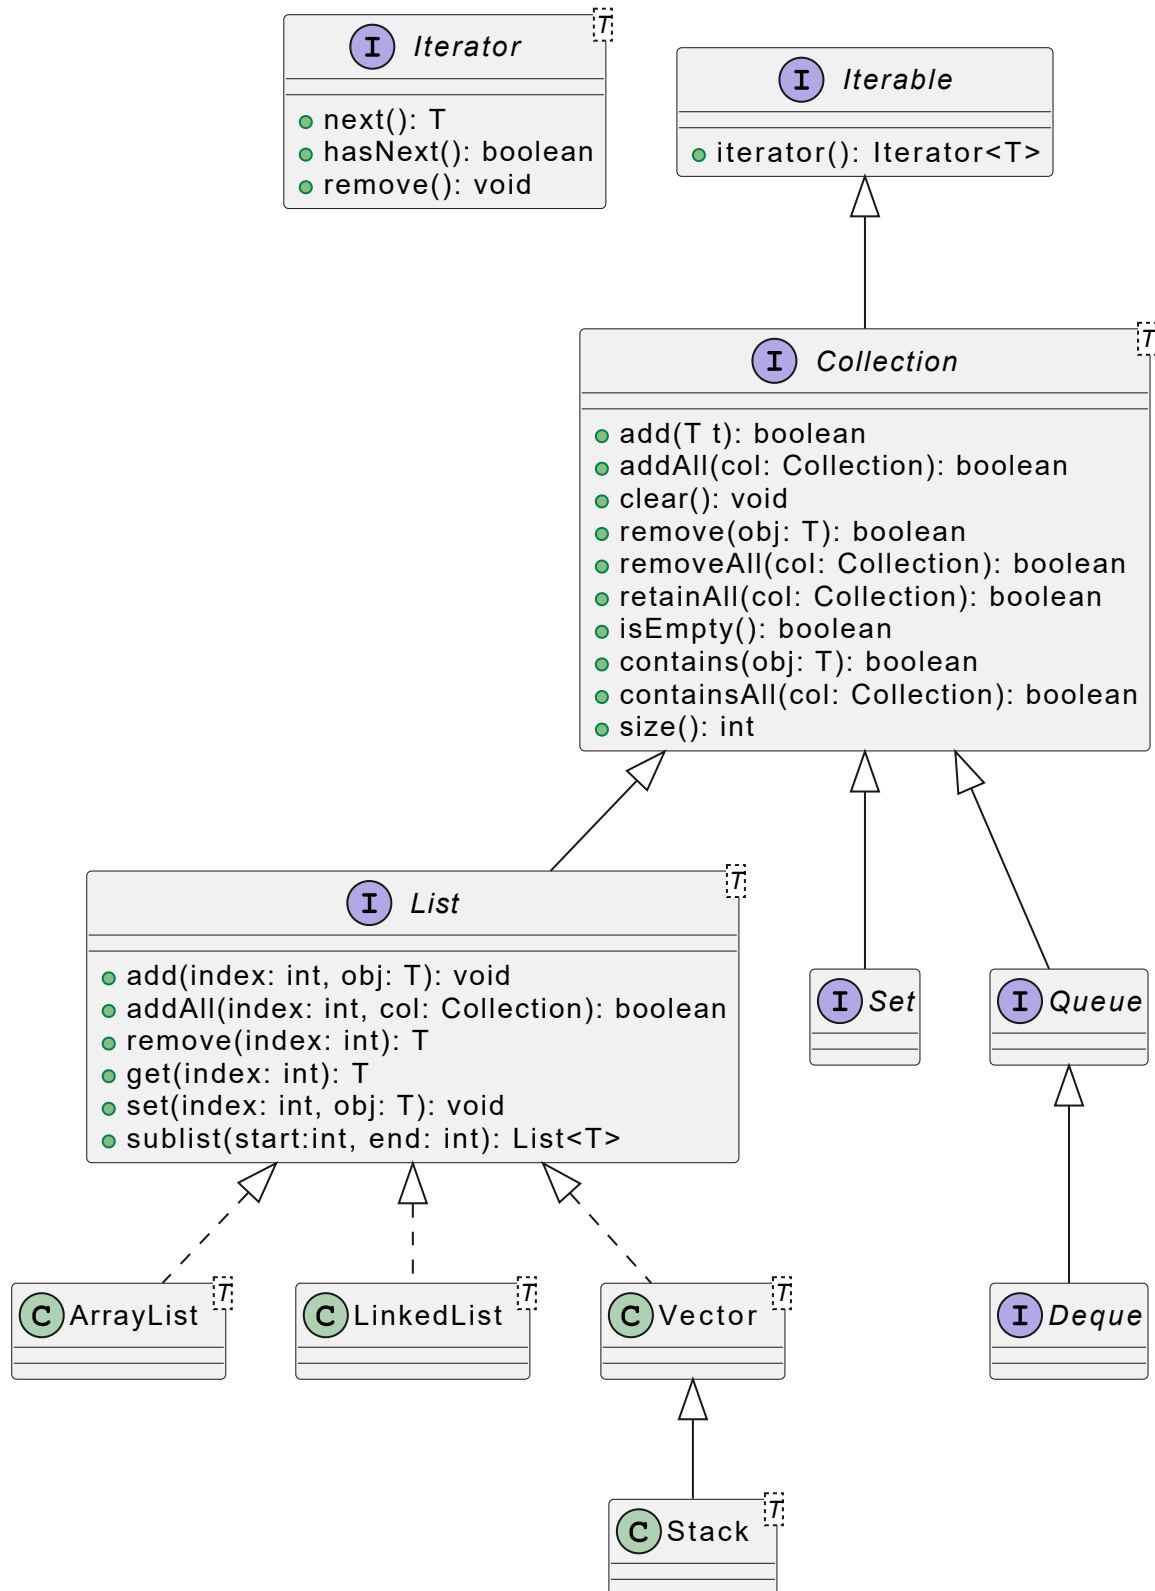 I Iterator T
next(): T
hasNext(): boolean
remove(): void
I Iterable
iterator(): Iterator<T>
I Collection T
add(T t): boolean
addAll(col: Collection): boolean
clear(): void
remove(obj: T): boolean
removeAll(col: Collection): boolean
retainAll(col: Collection): boolean
isEmpty(): boolean
contains(obj: T): boolean
containsAll(col: Collection): boolean
size(): int
I List T
add(index: int, obj: T): void
addAll(index: int, col: Collection): boolean
remove(index: int): T
get(index: int): T
set(index: int, obj: T): void
sublist(start:int, end: int): List<T>
I Set
I Queue
C ArrayList T
C LinkedList T
C Vector T
I Deque
C Stack T